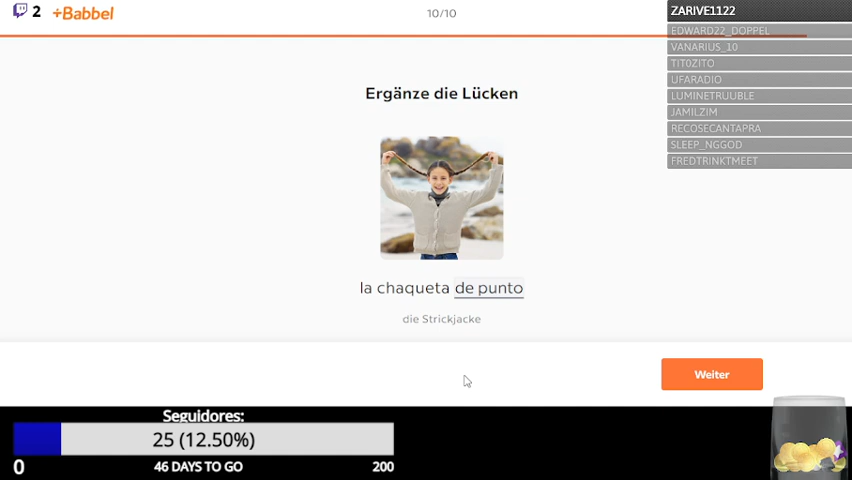 2
+Babbel
10/10
ZARIVE1122
EDWARD22_DOPPEL
VANARIUS_10
TIT0ZITO
UFARADIO
LUMINETRUUBLE
JAMILZIM
RECOSECANTAPRA
SLEEP_NGGOD
FREDTRINKTMEET
Ergänze die Lücken
la chaqueta de punto
die Strickjacke
Weiter
Seguidores:
25 (12.50%)
0
46 DAYS TO GO
200